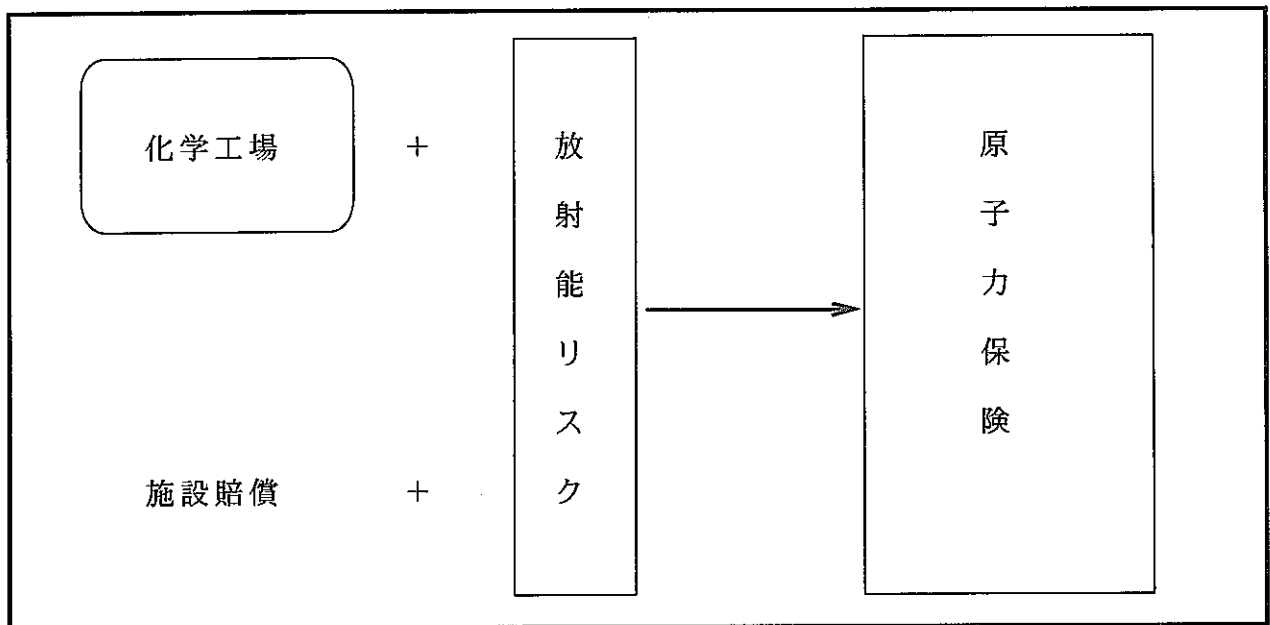 化学工場
+
放射能リスク
原子力保険
施設賠償
+